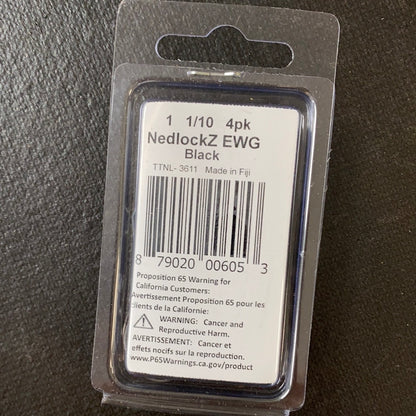 1 1/10 4pk
NedlockZ EWG
Black
TTNL- 3611 Made in Fiji
8 79020 00605 3
Proposition 65 Warning for
California Customers:
Avertissement Proposition 65 pour les
clients de la Californie:
WARNING: Cancer and
Reproductive Harm.
AVERTISSEMENT: Cancer et
effets nocifs sur la reproduction.
www.P65Warnings.ca.gov/product